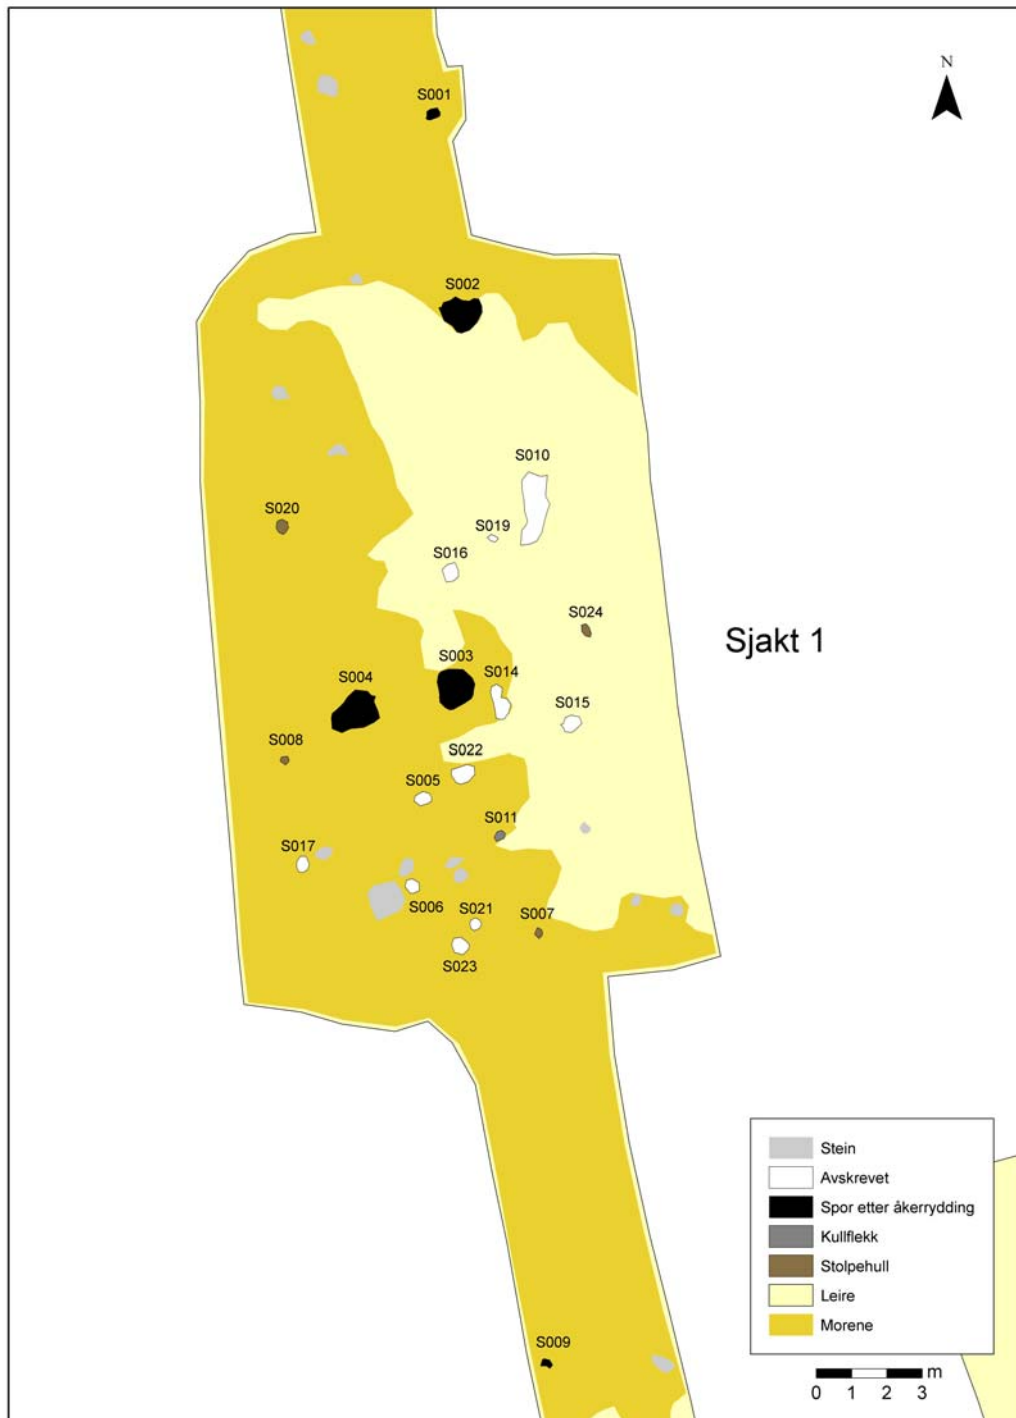 N
S001
S002
S010
S020
S019
S016
S024
S003
S004
S014
S015
S008
S022
S005
S011
S017
S006
S021
S007
S023
S009
Sjakt 1
Stein
Avskrevet
Spor etter åkerrydding
Kullflekk
Stolpehull
Leire
Morene
m
0 1 2 3